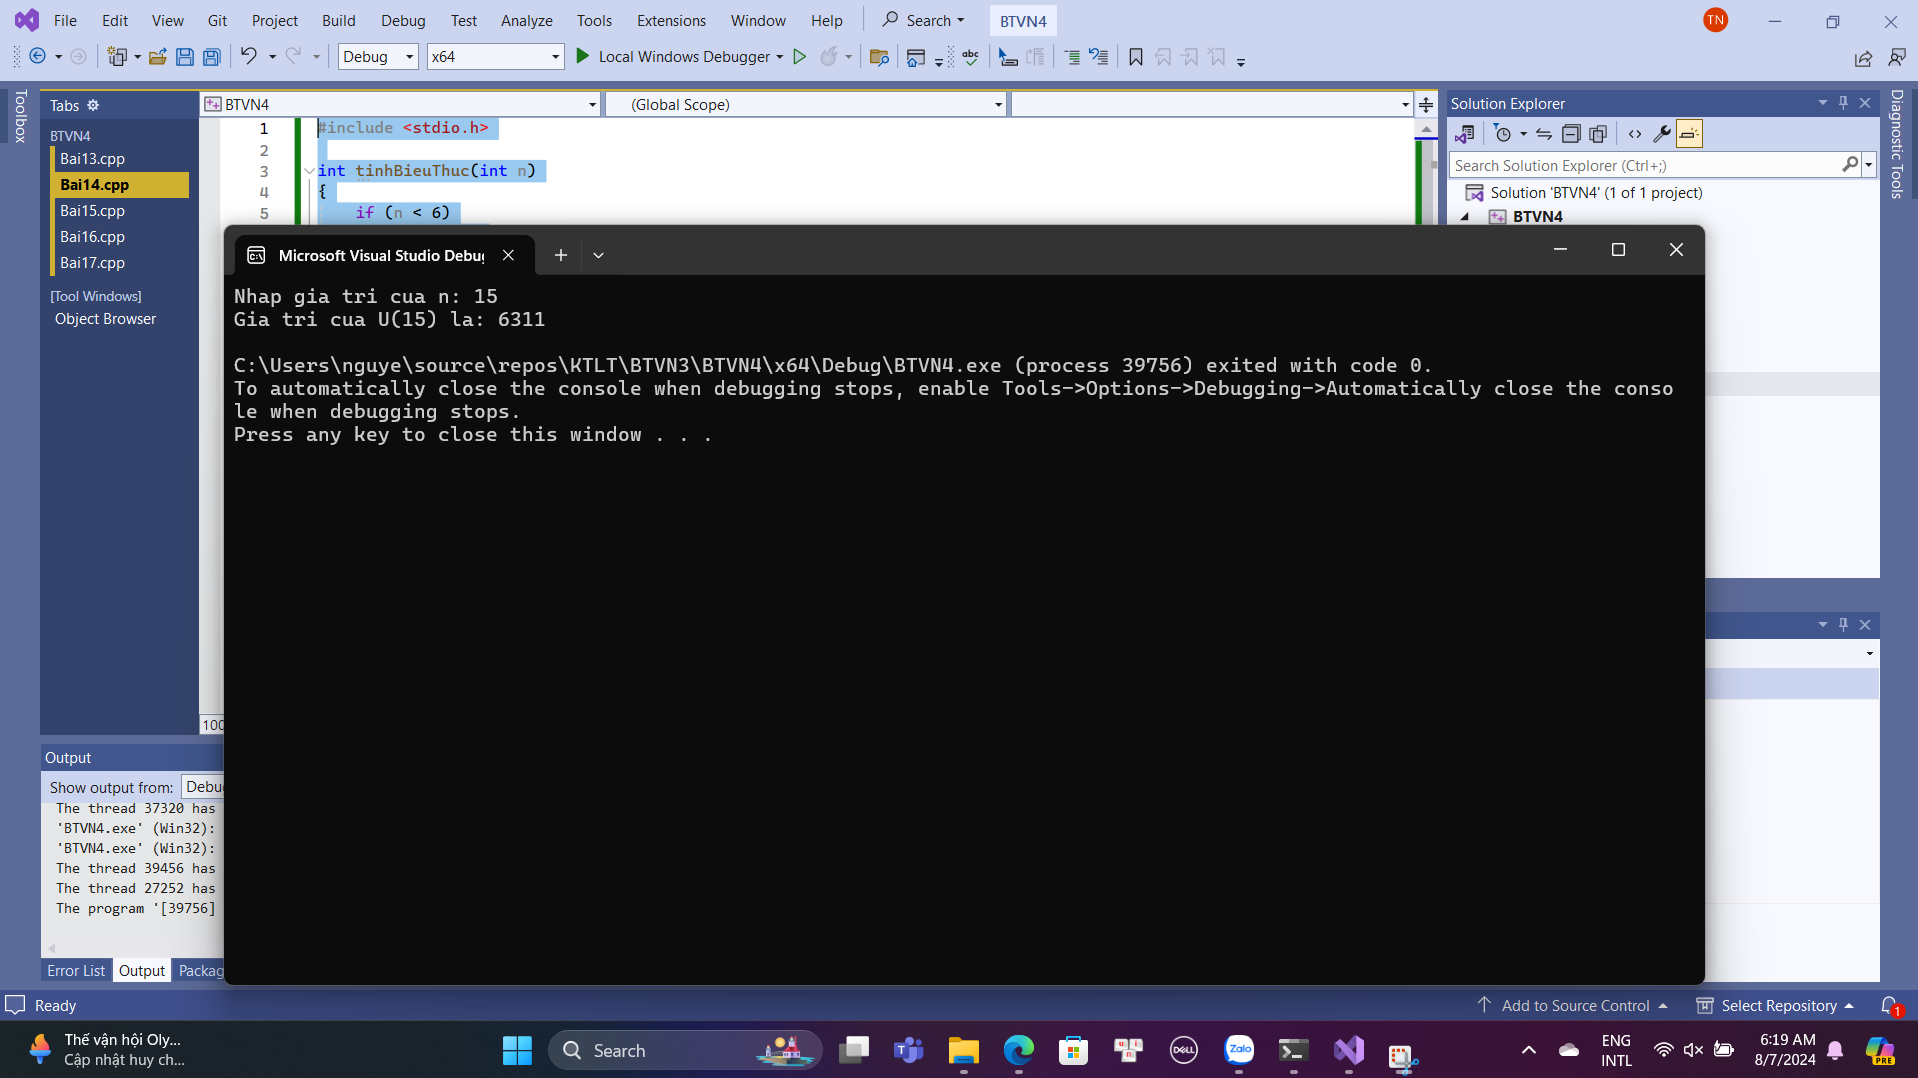 File Edit View Git Project Build Debug Test Analyze Tools Extensions Window Help Search BTVN4 TN
Debug x64 Local Windows Debugger
Toolbox
Tabs
BTVN4
Bai13.cpp
Bai14.cpp
Bai15.cpp
Bai16.cpp
Bai17.cpp
[Tool Windows]
Object Browser
BTVN4 (Global Scope)
1 #include <stdio.h>
2
3 int tinhBieuThuc(int n)
4 {
5 if (n < 6)
Solution Explorer
Search Solution Explorer (Ctrl+;)
Solution 'BTVN4' (1 of 1 project)
BTVN4
Diagnostic Tools
Microsoft Visual Studio Debug
Nhap gia tri cua n: 15
Gia tri cua U(15) la: 6311
C:\Users\nguye\source\repos\KTLT\BTVN3\BTVN4\x64\Debug\BTVN4.exe (process 39756) exited with code 0.
To automatically close the console when debugging stops, enable Tools->Options->Debugging->Automatically close the conso
le when debugging stops.
Press any key to close this window . . .
100
Output
Show output from: Debu
The thread 37320 has
'BTVN4.exe' (Win32):
'BTVN4.exe' (Win32):
The thread 39456 has
The thread 27252 has
The program '[39756]
Error List Output Packag
Ready
Add to Source Control Select Repository 1
Thế vận hội Oly...
Cập nhật huy ch...
Search
DELL
Zalo
ENG
INTL
6:19 AM
8/7/2024
PRE